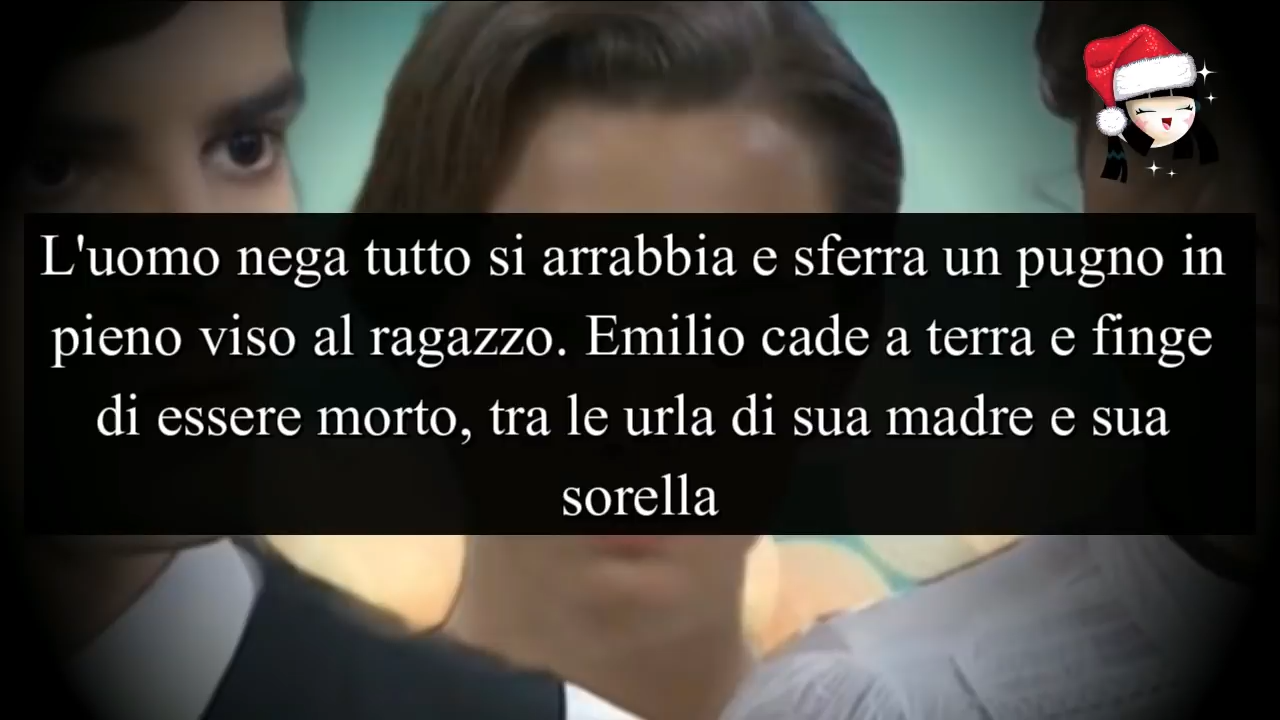 L'uomo nega tutto si arrabbia e sferra un pugno in
pieno viso al ragazzo. Emilio cade a terra e finge
di essere morto, tra le urla di sua madre e sua
sorella